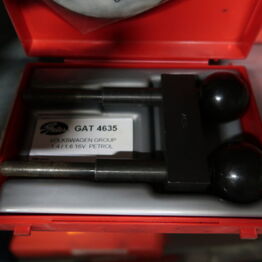 Gates
GAT 4635
VOLKSWAGEN GROUP
1.4 / 1.6 16V PETROL